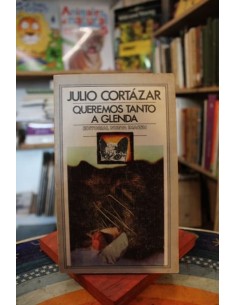 JULIO CORTÁZAR
QUEREMOS TANTO
A GLENDA
EDITORIAL NUEVA IMAGEN